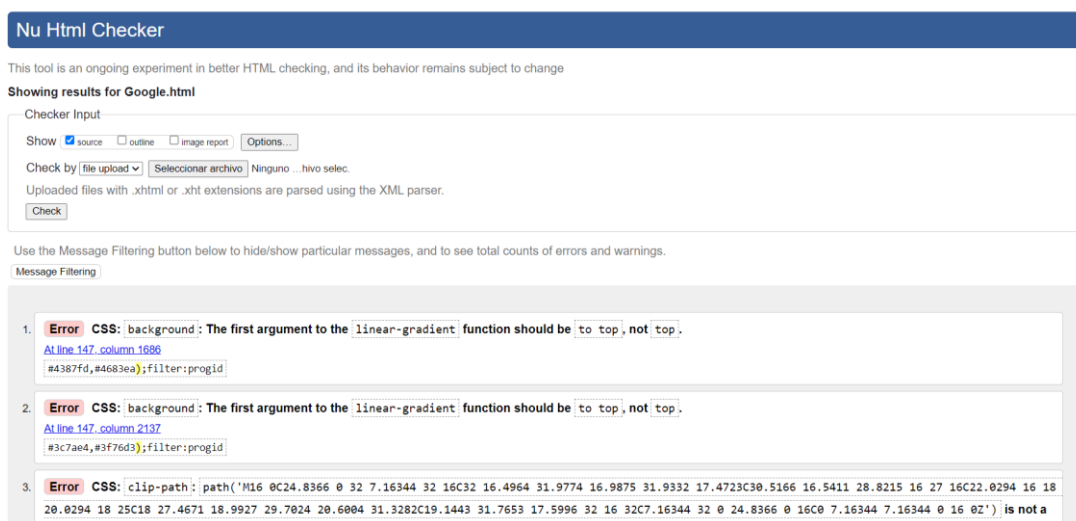 Nu Html Checker
This tool is an ongoing experiment in better HTML checking, and its behavior remains subject to change
Showing results for Google.html
Checker Input
Show source outline image report Options...
Check by file upload Seleccionar archivo Ninguno ...hivo selec.
Uploaded files with .xhtml or .xht extensions are parsed using the XML parser.
Check
Use the Message Filtering button below to hide/show particular messages, and to see total counts of errors and warnings.
Message Filtering
1. Error CSS: background: The first argument to the linear-gradient function should be to top, not top.
At line 147, column 1686
#4387fd,#4683ea);filter:progid
2. Error CSS: background: The first argument to the linear-gradient function should be to top, not top.
At line 147, column 2137
#3c7ae4,#3f76d3);filter:progid
3. Error CSS: clip-path: path('M16 0C24.8366 0 32 7.16344 32 16C32 16.4964 31.9774 16.9875 31.9332 17.4723C30.5166 16.5411 28.8215 16 27 16C22.0294 16 18
20.0294 18 25C18 27.4671 18.9927 29.7024 20.6004 31.3282C19.1443 31.7653 17.5996 32 16 32C7.16344 32 0 24.8366 0 16C0 7.16344 7.16344 0 16 0Z') is not a